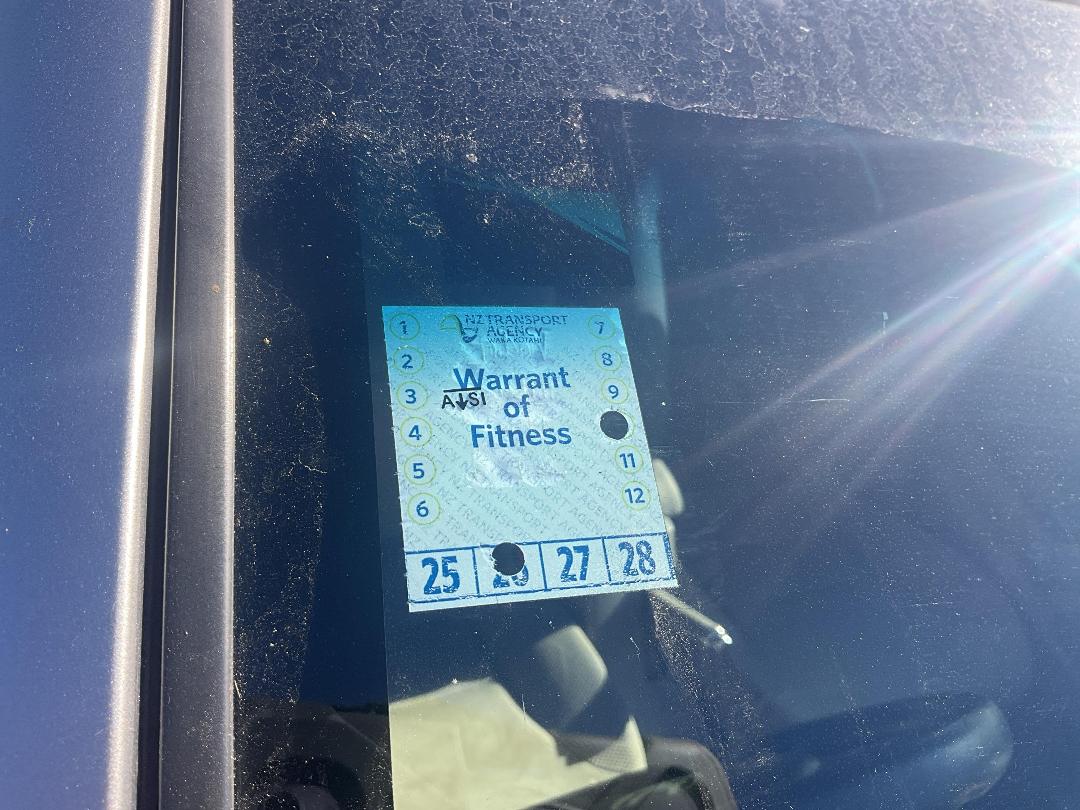 NZ TRANSPORT
AGENCY
WAKA KOTAHI
Warrant
of
Fitness
A↓SI
1
2
3
4
5
6
7
8
9
11
12
25 27 28